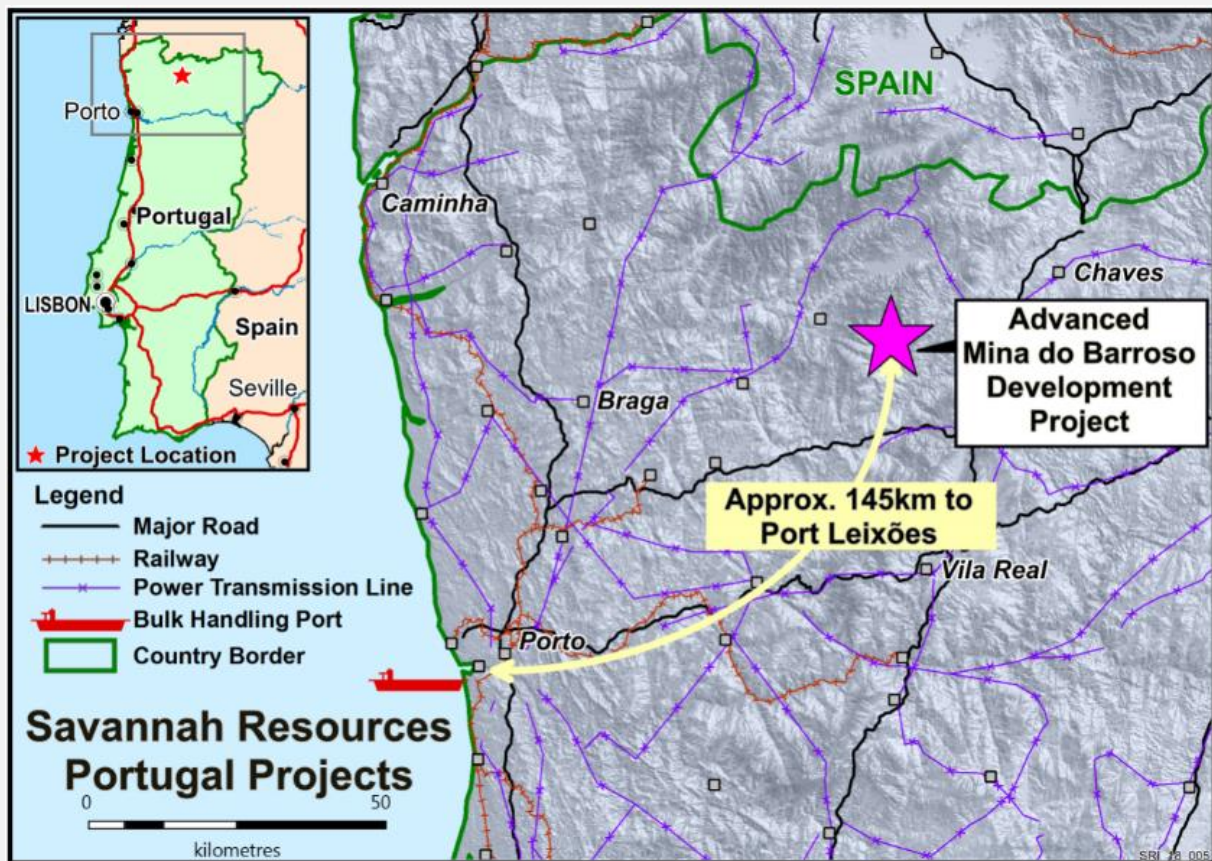 Porto
Portugal
LISBON
Spain
Seville
Project Location
Legend
Major Road
Railway
Power Transmission Line
Bulk Handling Port
Country Border
Savannah Resources
Portugal Projects
0
50
kilometres
SPAIN
Caminha
Chaves
Advanced
Mina do Barroso
Development
Project
Braga
Approx. 145km to
Port Leixões
Vila Real
Porto
SRI_18_005